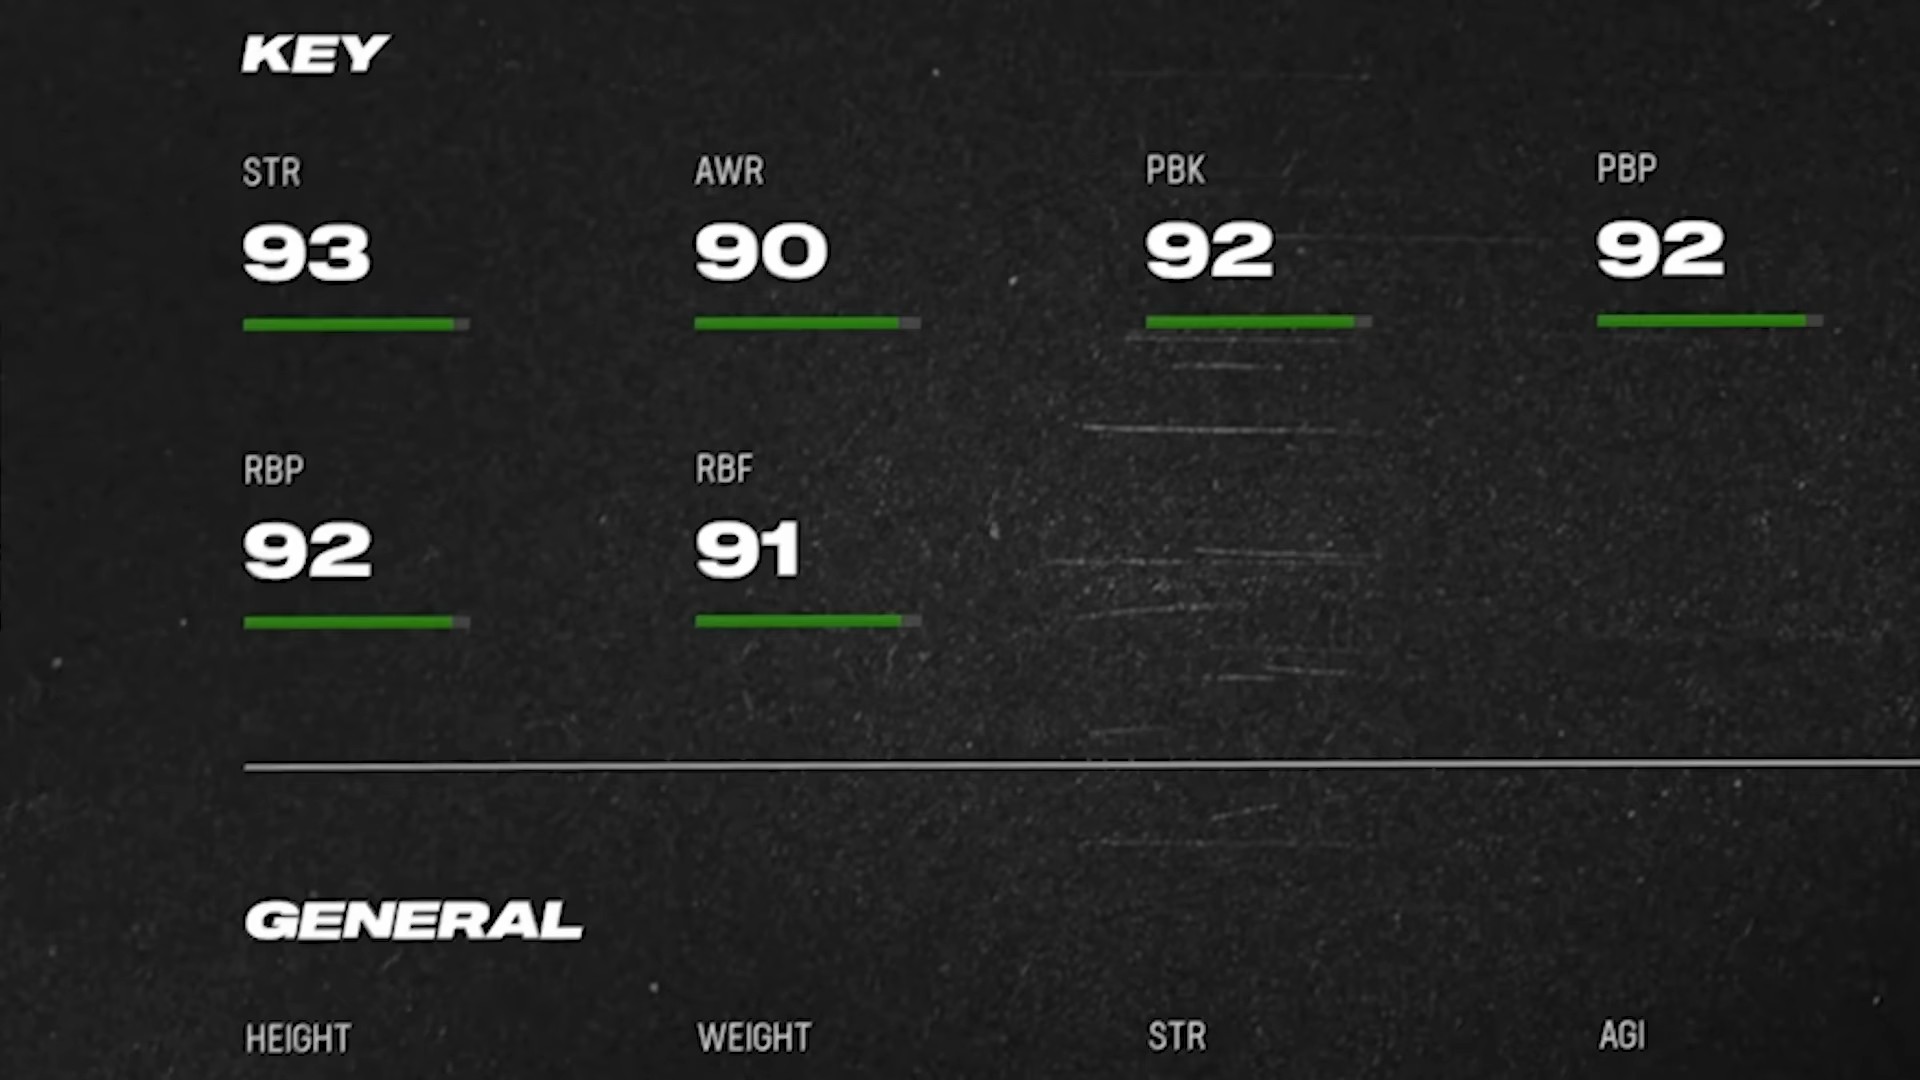 KEY
STR AWR PBK PBP
93 90 92 92
RBP RBF
92 91
GENERAL
HEIGHT WEIGHT STR AGI